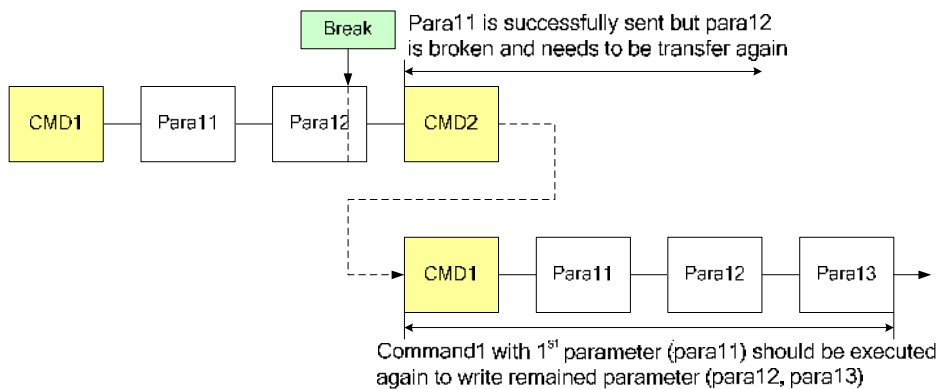 Break
Para11 is successfully sent but para12
is broken and needs to be transfer again
CMD1
Para11
Para12
CMD2
CMD1
Para11
Para12
Para13
Command1 with 1st parameter (para11) should be executed
again to write remained parameter (para12, para13)